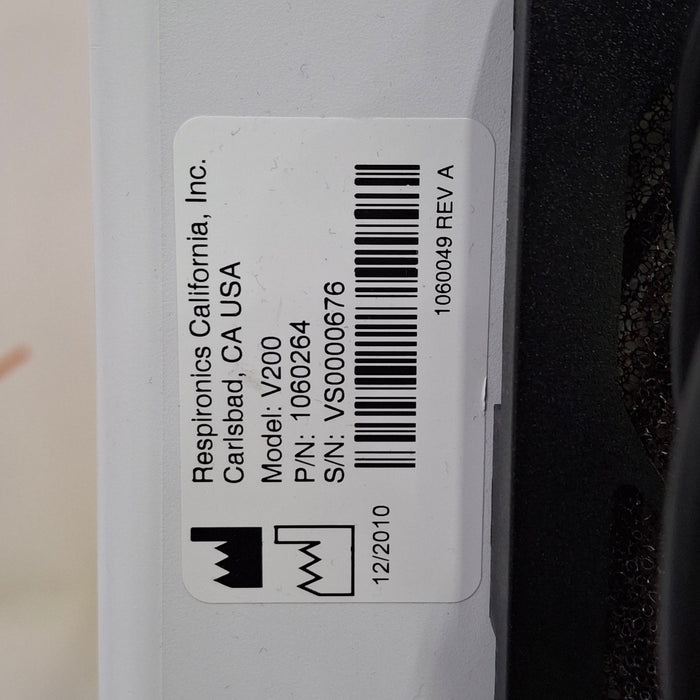 Respironics California, Inc.
Carlsbad, CA USA
Model: V200
P/N: 1060264
S/N: VS0000676
12/2010
1060049 REV A